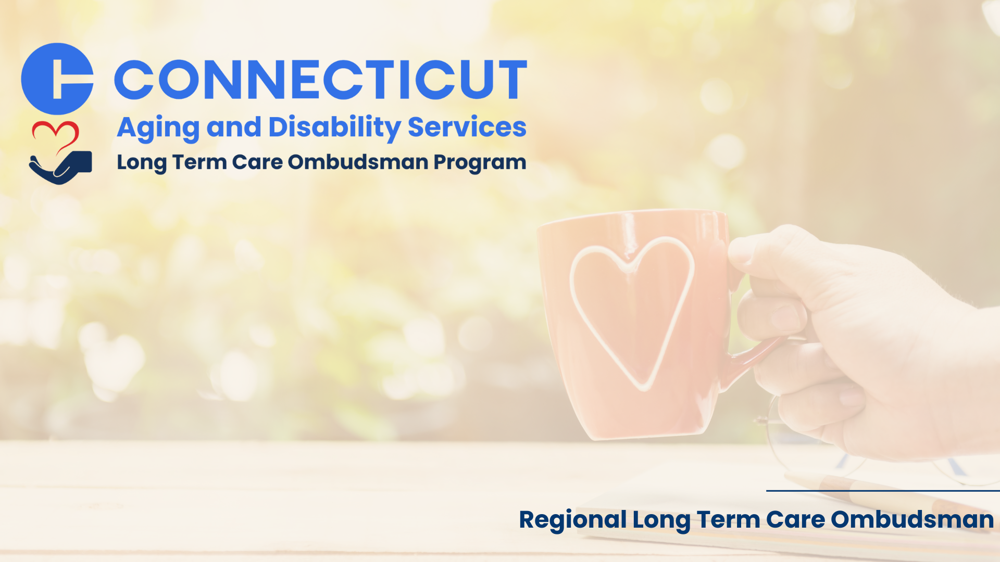 CONNECTICUT
Aging and Disability Services
Long Term Care Ombudsman Program
Regional Long Term Care Ombudsman